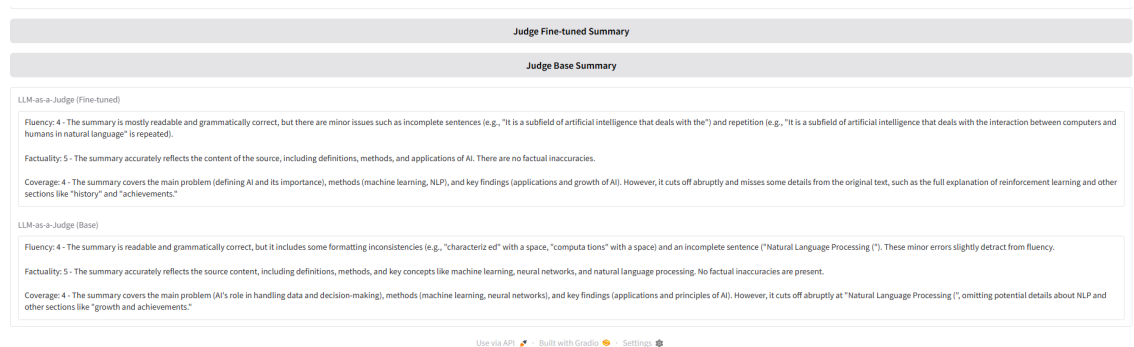 Judge Fine-tuned Summary
Judge Base Summary
LLM-as-a-Judge (Fine-tuned)
Fluency: 4 - The summary is mostly readable and grammatically correct, but there are minor issues such as incomplete sentences (e.g., "It is a subfield of artificial intelligence that deals with the") and repetition (e.g., "It is a subfield of artificial intelligence that deals with the interaction between computers and
humans in natural language" is repeated).
Factuality: 5 - The summary accurately reflects the content of the source, including definitions, methods, and applications of AI. There are no factual inaccuracies.
Coverage: 4 - The summary covers the main problem (defining AI and its importance), methods (machine learning, NLP), and key findings (applications and growth of AI). However, it cuts off abruptly and misses some details from the original text, such as the full explanation of reinforcement learning and other
sections like "history" and "achievements."
LLM-as-a-Judge (Base)
Fluency: 4 - The summary is readable and grammatically correct, but it includes some formatting inconsistencies (e.g., "characteriz ed" with a space, "computa tions" with a space) and an incomplete sentence ("Natural Language Processing ("). These minor errors slightly detract from fluency.
Factuality: 5 - The summary accurately reflects the source content, including definitions, methods, and key concepts like machine learning, neural networks, and natural language processing. No factual inaccuracies are present.
Coverage: 4 - The summary covers the main problem (AI's role in handling data and decision-making), methods (machine learning, neural networks), and key findings (applications and principles of AI). However, it cuts off abruptly at "Natural Language Processing (", omitting potential details about NLP and
other sections like "growth and achievements."
Use via API · Built with Gradio · Settings